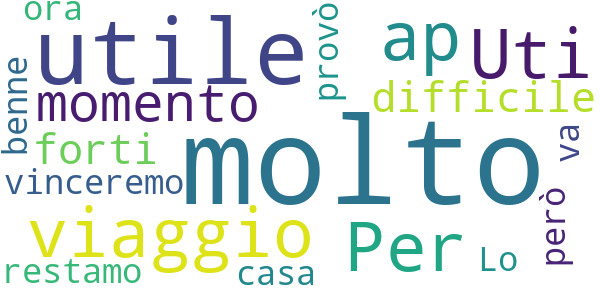 ora
utile
provò
ap
Uti
benne
momento
difficile
forti
molto
va
vinceremo
viaggio
Per
però
Lo
restamo
casa